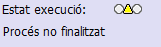 Estat execució:
Procés no finalitzat